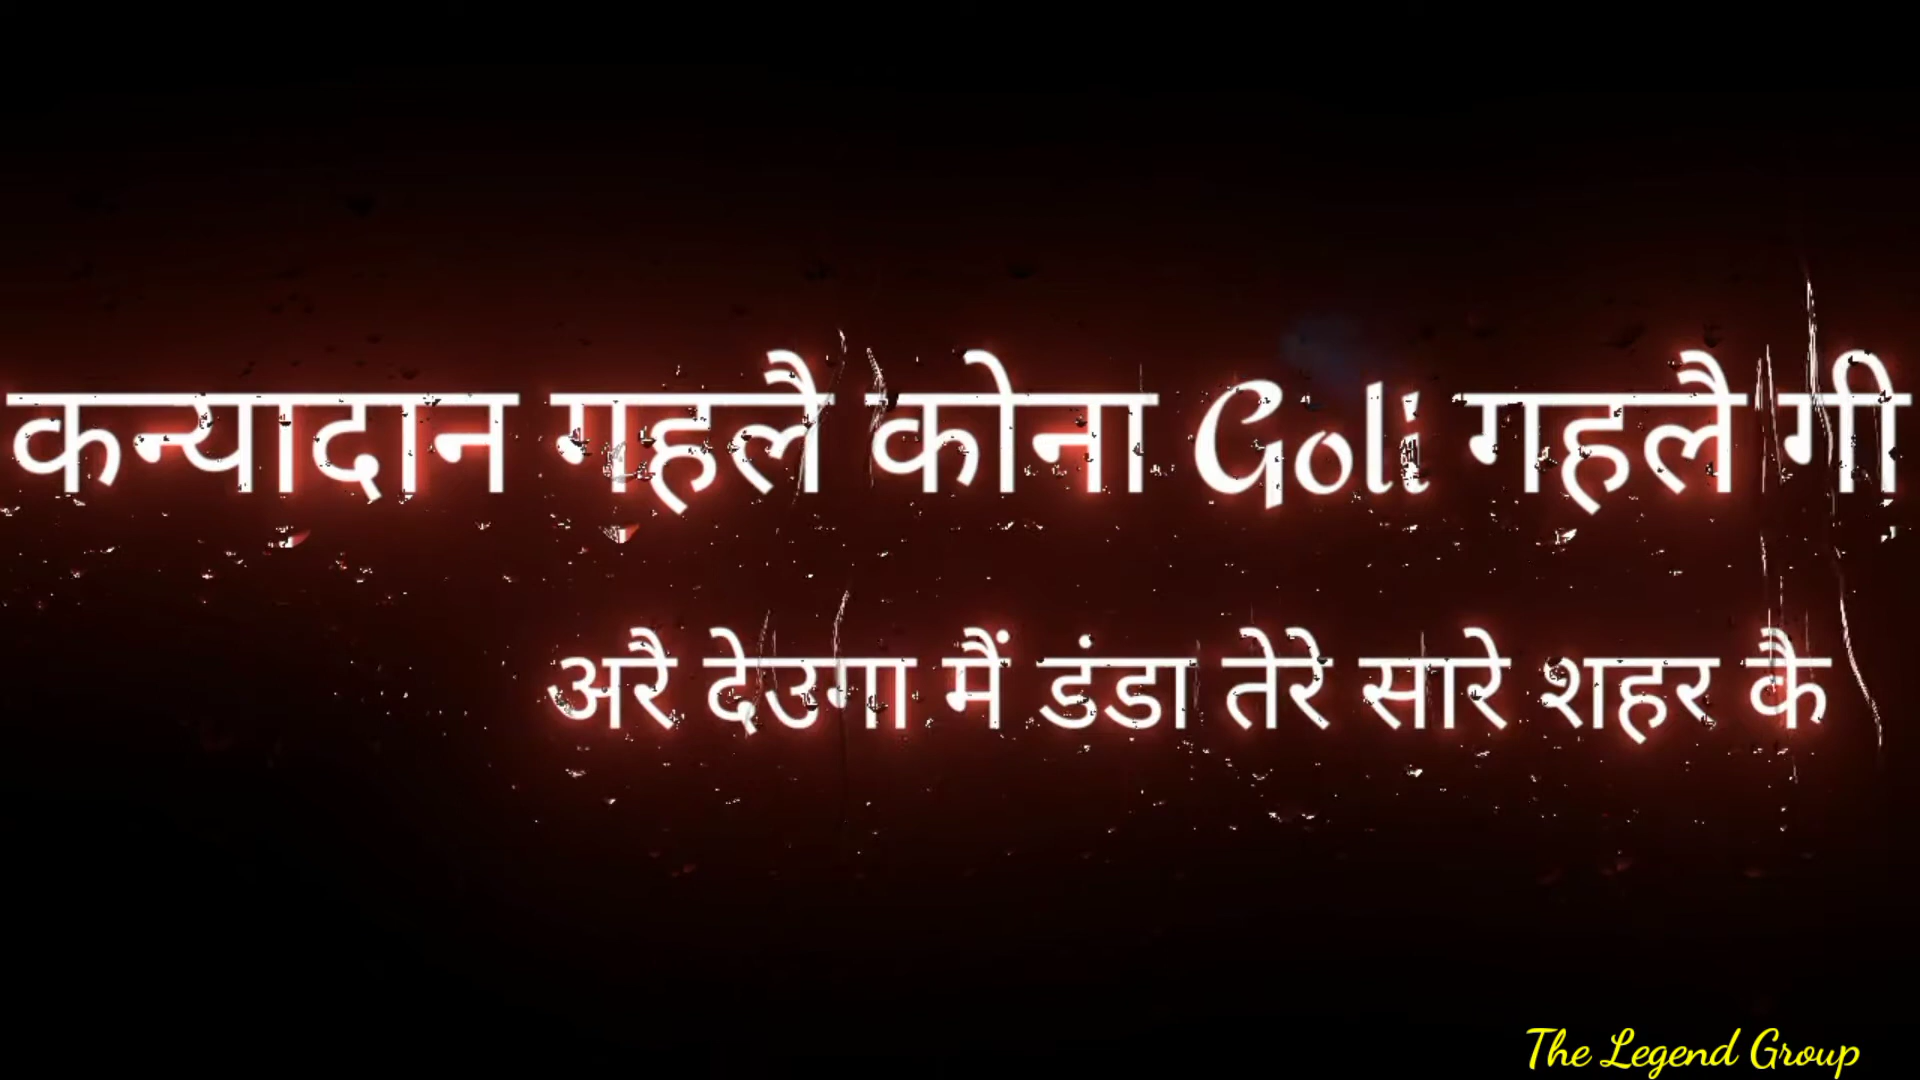 कन्यादान गहलै कोना Goli गहलै गी
अरै देउगा मैं डंडा तेरे सारे शहर कै
The Legend Group